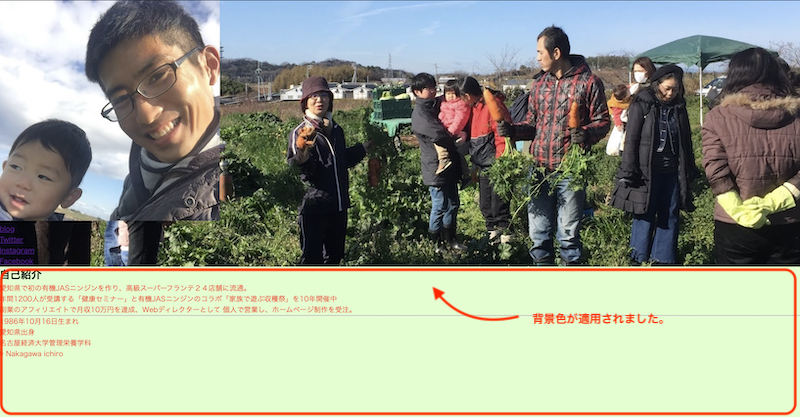 blog
Twitter
Instagram
Facebook
自己紹介
愛知県で初の有機JASニンジンを作り、高級スーパーフランテ２４店舗に流通。
年間1200人が受講する「健康セミナー」と有機JASニンジンのコラボ「家族で遊ぶ収穫祭」を10年開催中
副業のアフィリエイトで月収10万円を達成、Webディレクターとして 個人で営業し、ホームページ制作を受注。
1986年10月16日生まれ
愛知県出身
名古屋経済大学管理栄養学科
Nakagawa ichiro
背景色が適用されました。